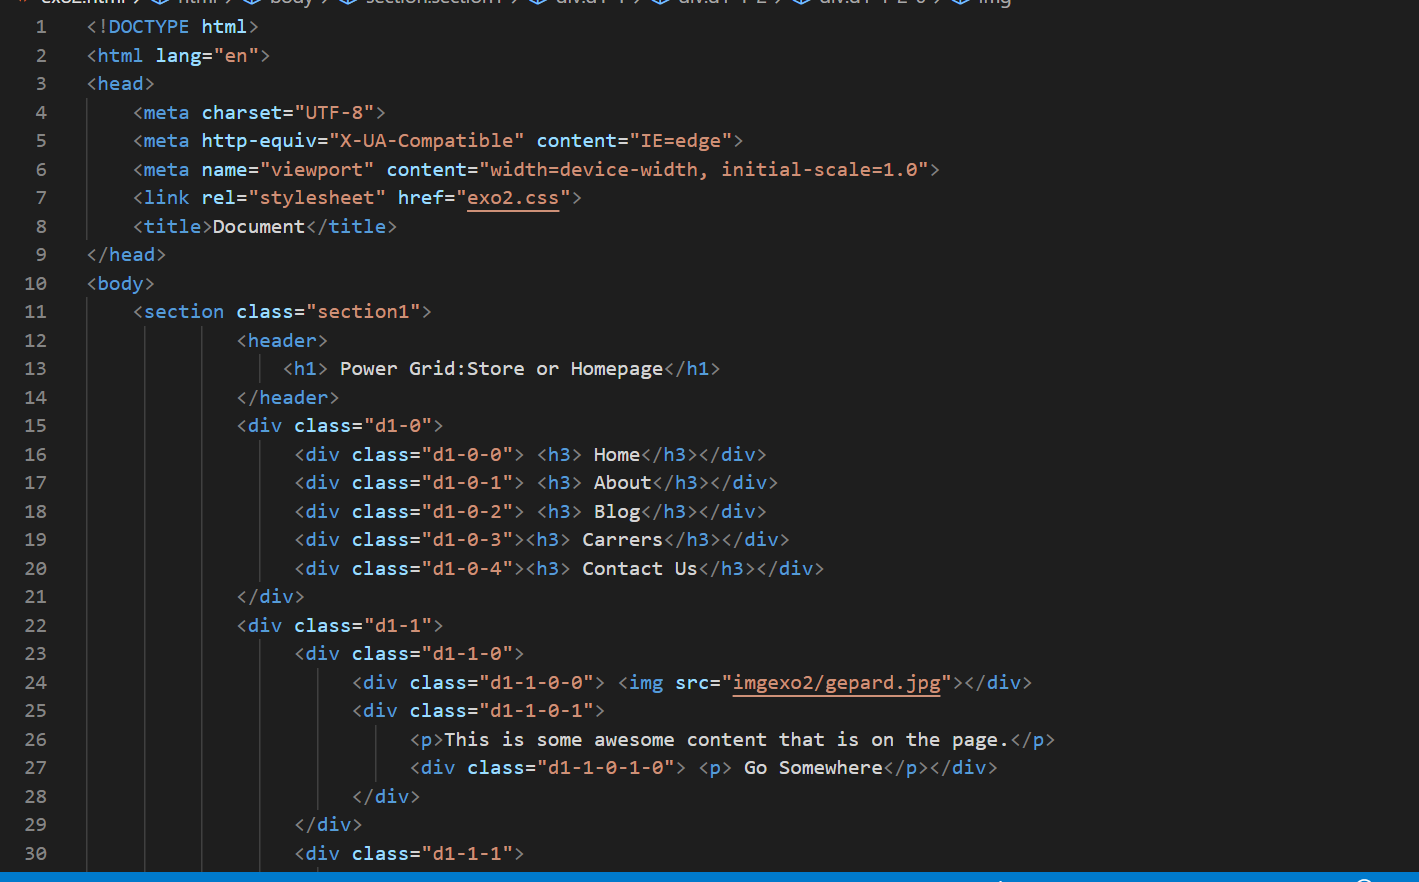 exo2.html > html > body > section.section1 > div.d1-1 > div.d1-1-2 > div.d1-1-2-0 > img
1 <!DOCTYPE html>
2 <html lang="en">
3 <head>
4 <meta charset="UTF-8">
5 <meta http-equiv="X-UA-Compatible" content="IE=edge">
6 <meta name="viewport" content="width=device-width, initial-scale=1.0">
7 <link rel="stylesheet" href="exo2.css">
8 <title>Document</title>
9 </head>
10 <body>
11 <section class="section1">
12 <header>
13 <h1> Power Grid:Store or Homepage</h1>
14 </header>
15 <div class="d1-0">
16 <div class="d1-0-0"> <h3> Home</h3></div>
17 <div class="d1-0-1"> <h3> About</h3></div>
18 <div class="d1-0-2"> <h3> Blog</h3></div>
19 <div class="d1-0-3"><h3> Carrers</h3></div>
20 <div class="d1-0-4"><h3> Contact Us</h3></div>
21 </div>
22 <div class="d1-1">
23 <div class="d1-1-0">
24 <div class="d1-1-0-0"> <img src="imgexo2/gepard.jpg"></div>
25 <div class="d1-1-0-1">
26 <p>This is some awesome content that is on the page.</p>
27 <div class="d1-1-0-1-0"> <p> Go Somewhere</p></div>
28 </div>
29 </div>
30 <div class="d1-1-1">